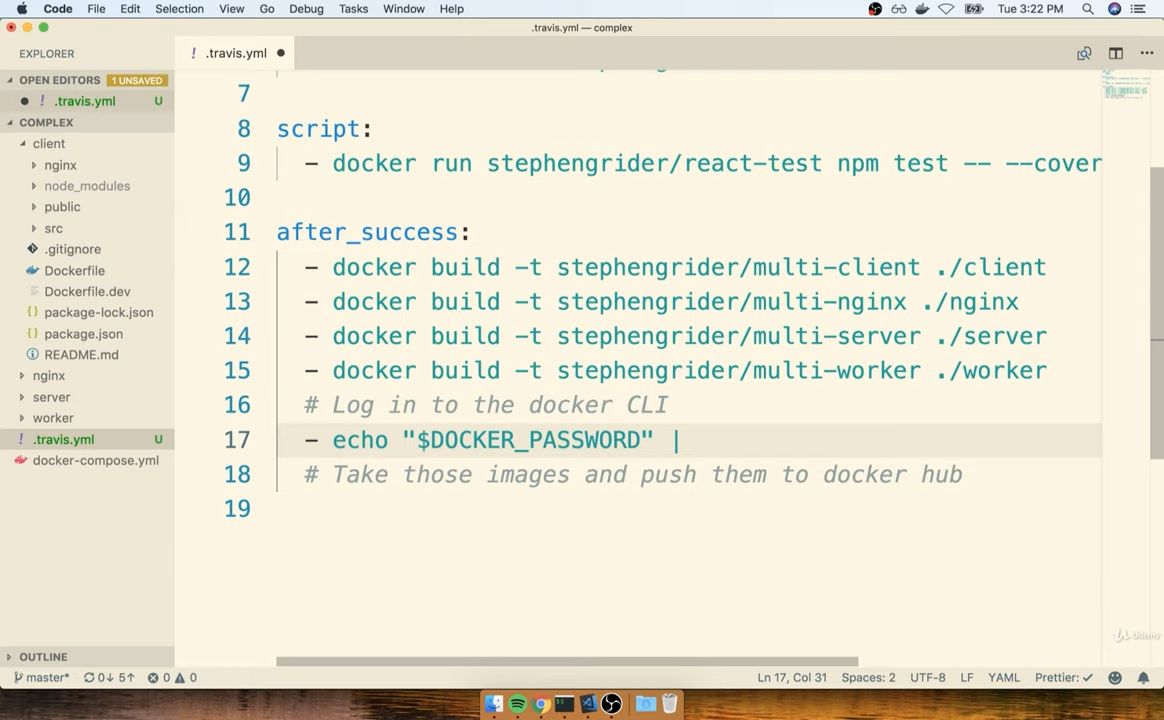 Code File Edit Selection View Go Debug Tasks Window Help Tue 3:22 PM
.travis.yml — complex
EXPLORER
! .travis.yml
OPEN EDITORS 1 UNSAVED
! .travis.yml U
COMPLEX
client
nginx
node_modules
public
src
.gitignore
Dockerfile
Dockerfile.dev
package-lock.json
package.json
README.md
nginx
server
worker
! .travis.yml U
docker-compose.yml
OUTLINE
7
8 script:
9 - docker run stephengrider/react-test npm test -- --cover
10
11 after_success:
12 - docker build -t stephengrider/multi-client ./client
13 - docker build -t stephengrider/multi-nginx ./nginx
14 - docker build -t stephengrider/multi-server ./server
15 - docker build -t stephengrider/multi-worker ./worker
16 # Log in to the docker CLI
17 - echo "$DOCKER_PASSWORD" |
18 # Take those images and push them to docker hub
19
Udemy
master* 0↓ 5↑ 0 0 Ln 17, Col 31 Spaces: 2 UTF-8 LF YAML Prettier: ✓